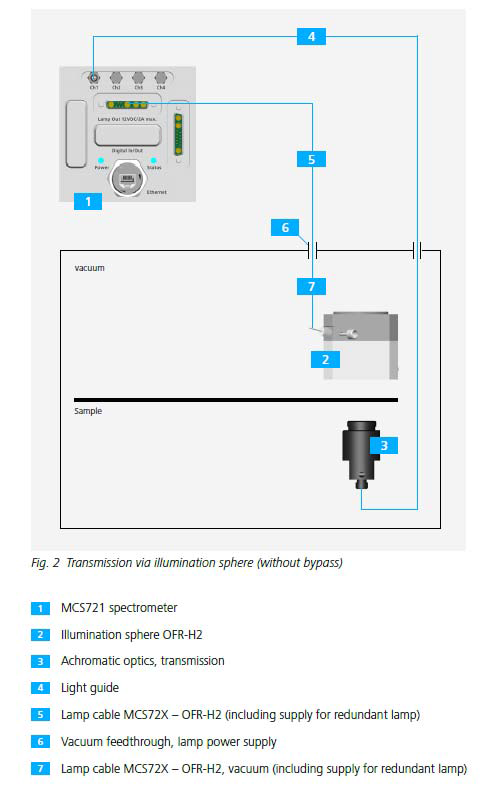 4
Ch1 Ch2 Ch3 Ch4
Lamp Out 12VDC/2A max.
Digital In/Out
Power Status
5
Ethernet
1
6
vacuum
7
2
Sample
3
Fig. 2 Transmission via illumination sphere (without bypass)
1 MCS721 spectrometer
2 Illumination sphere OFR-H2
3 Achromatic optics, transmission
4 Light guide
5 Lamp cable MCS72X – OFR-H2 (including supply for redundant lamp)
6 Vacuum feedthrough, lamp power supply
7 Lamp cable MCS72X – OFR-H2, vacuum (including supply for redundant lamp)